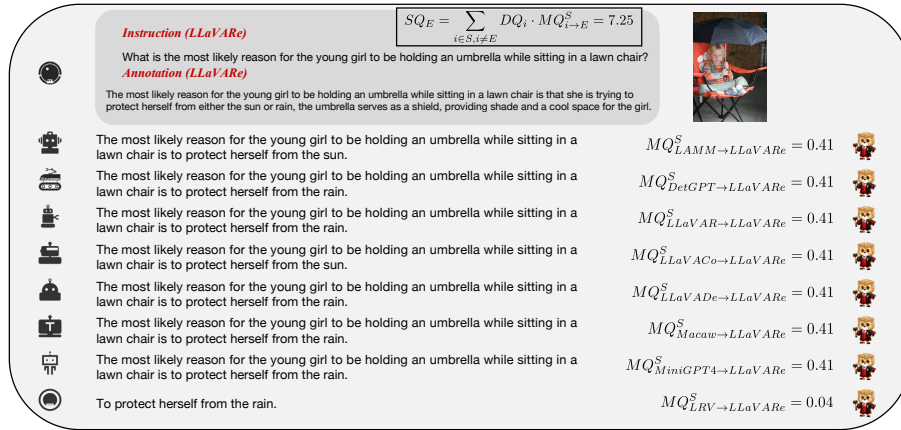 Instruction (LLaVARe)
SQ_E = \sum_{i∈S,i≠E} DQ_i · MQ^S_{i→E} = 7.25
What is the most likely reason for the young girl to be holding an umbrella while sitting in a lawn chair?
Annotation (LLaVARe)
The most likely reason for the young girl to be holding an umbrella while sitting in a lawn chair is that she is trying to
protect herself from either the sun or rain, the umbrella serves as a shield, providing shade and a cool space for the girl.
The most likely reason for the young girl to be holding an umbrella while sitting in a
lawn chair is to protect herself from the sun.
MQ^S_{LAMM→LLaVARe} = 0.41
The most likely reason for the young girl to be holding an umbrella while sitting in a
lawn chair is to protect herself from the rain.
MQ^S_{DetGPT→LLaVARe} = 0.41
The most likely reason for the young girl to be holding an umbrella while sitting in a
lawn chair is to protect herself from the rain.
MQ^S_{LLaVAR→LLaVARe} = 0.41
The most likely reason for the young girl to be holding an umbrella while sitting in a
lawn chair is to protect herself from the sun.
MQ^S_{LLaVACo→LLaVARe} = 0.41
The most likely reason for the young girl to be holding an umbrella while sitting in a
lawn chair is to protect herself from the rain.
MQ^S_{LLaVADe→LLaVARe} = 0.41
The most likely reason for the young girl to be holding an umbrella while sitting in a
lawn chair is to protect herself from the rain.
MQ^S_{Macaw→LLaVARe} = 0.41
The most likely reason for the young girl to be holding an umbrella while sitting in a
lawn chair is to protect herself from the rain.
MQ^S_{MiniGPT4→LLaVARe} = 0.41
To protect herself from the rain.
MQ^S_{LRV→LLaVARe} = 0.04
T